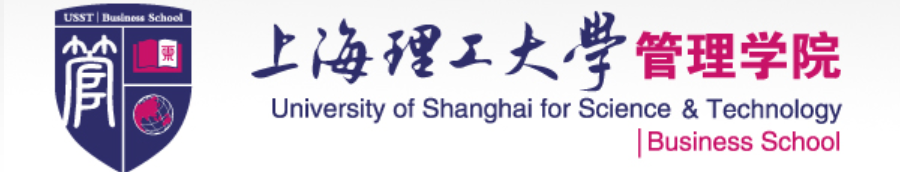 USST | Business School
管
上海理工大學管理学院
University of Shanghai for Science & Technology
|Business School